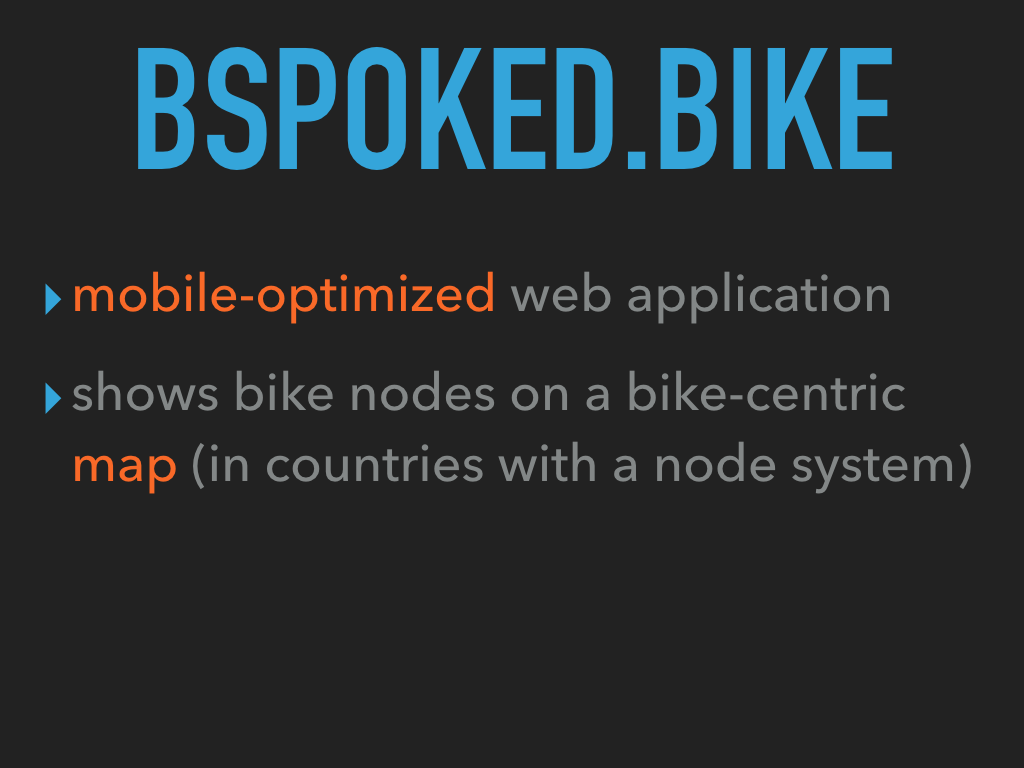 BSPOKED.BIKE
mobile-optimized web application
shows bike nodes on a bike-centric
map (in countries with a node system)